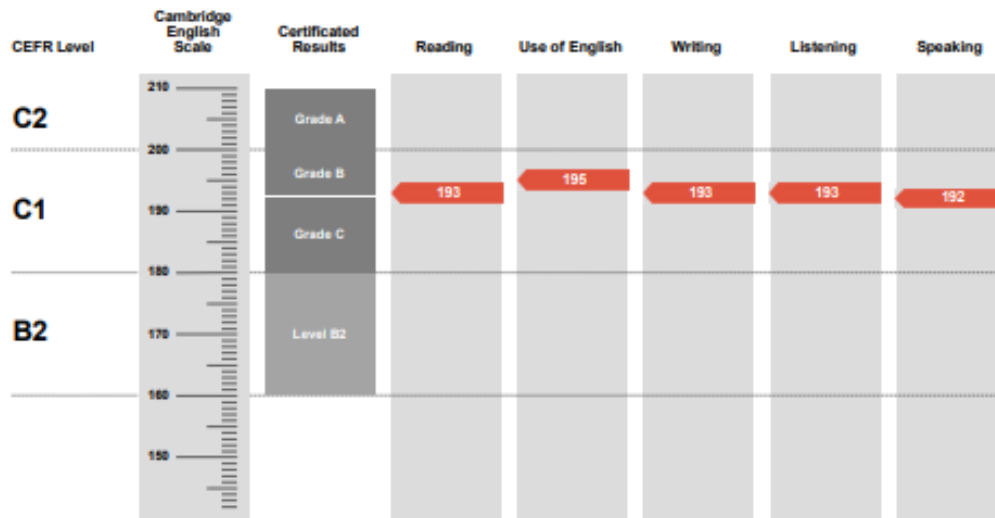 CEFR Level
Cambridge
English
Scale
Certificated
Results
Reading
Use of English
Writing
Listening
Speaking
C2
C1
B2
210
200
190
180
170
160
150
Grade A
Grade B
Grade C
Level B2
193
195
193
193
192